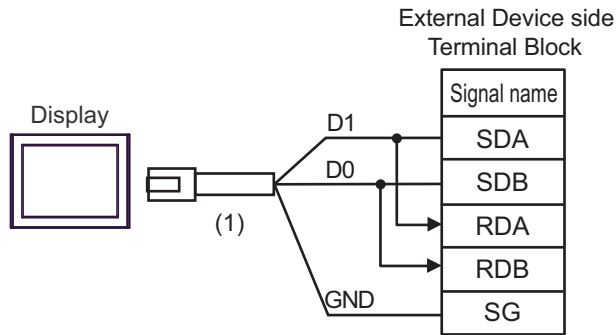 External Device side
Terminal Block
Display
Signal name
D1
SDA
D0
SDB
(1)
RDA
RDB
GND
SG